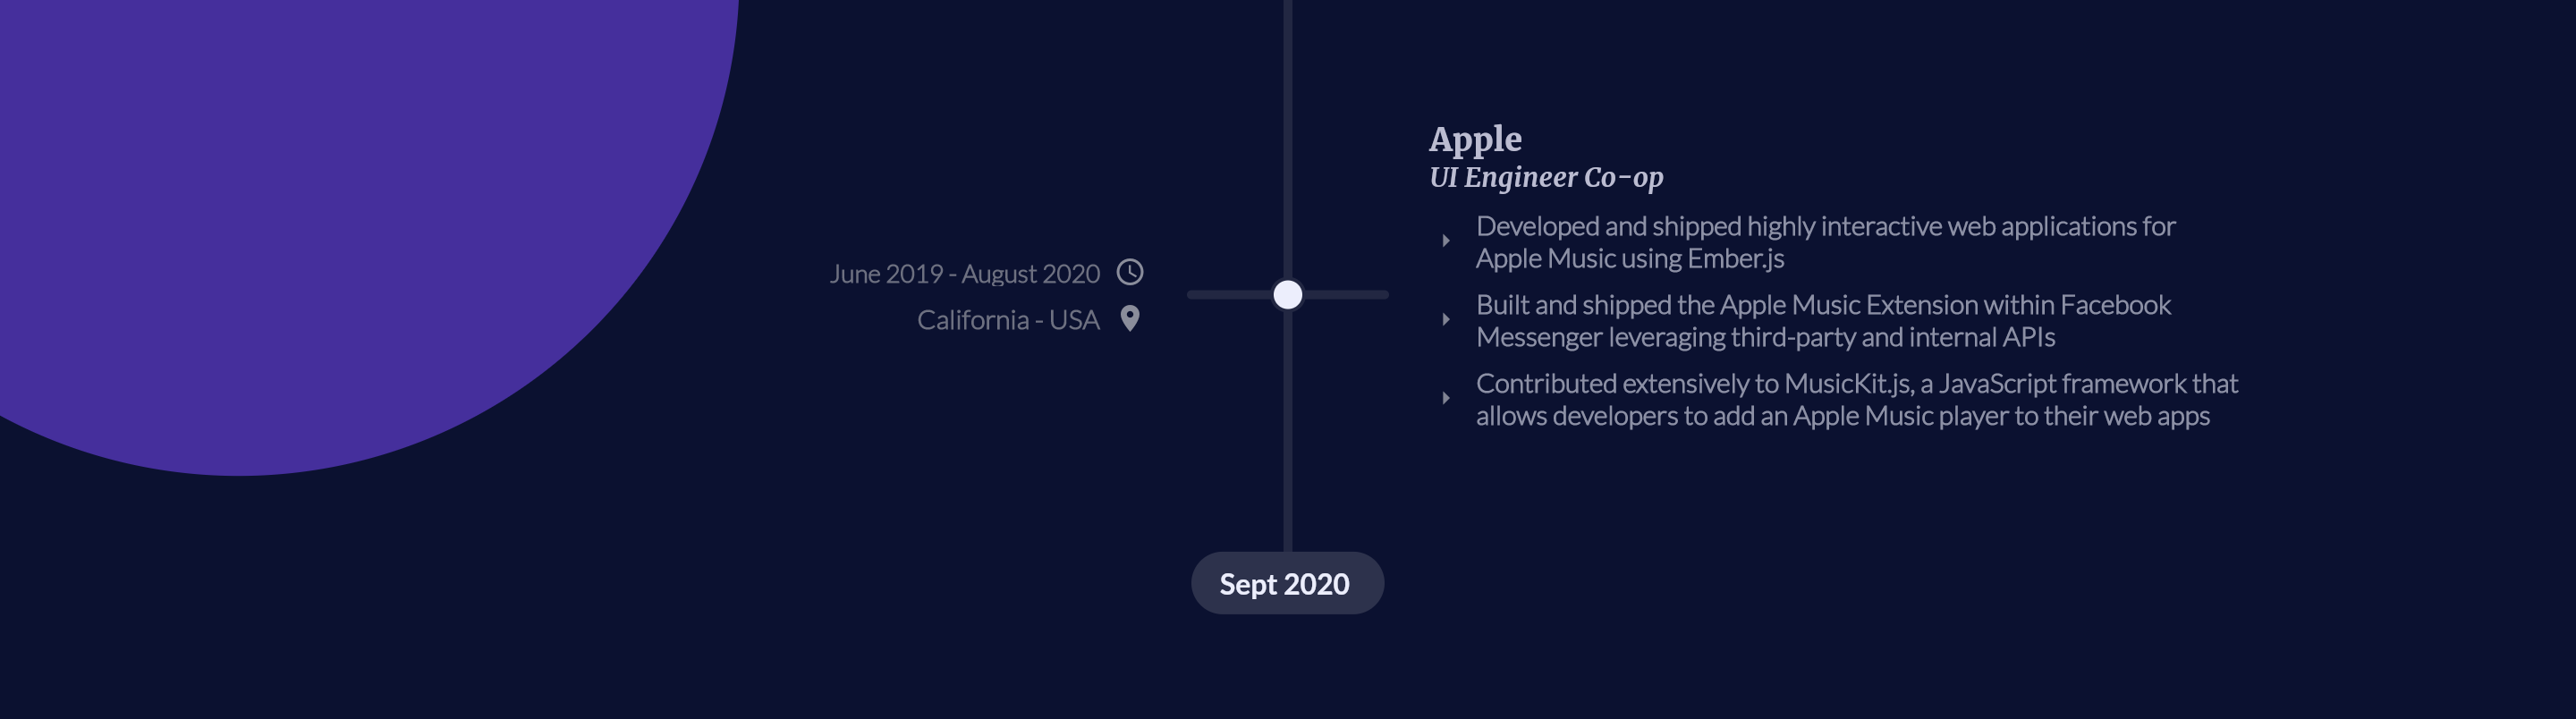 Apple
UI Engineer Co-op
June 2019 - August 2020
California - USA
Developed and shipped highly interactive web applications for
Apple Music using Ember.js
Built and shipped the Apple Music Extension within Facebook
Messenger leveraging third-party and internal APIs
Contributed extensively to MusicKit.js, a JavaScript framework that
allows developers to add an Apple Music player to their web apps
Sept 2020